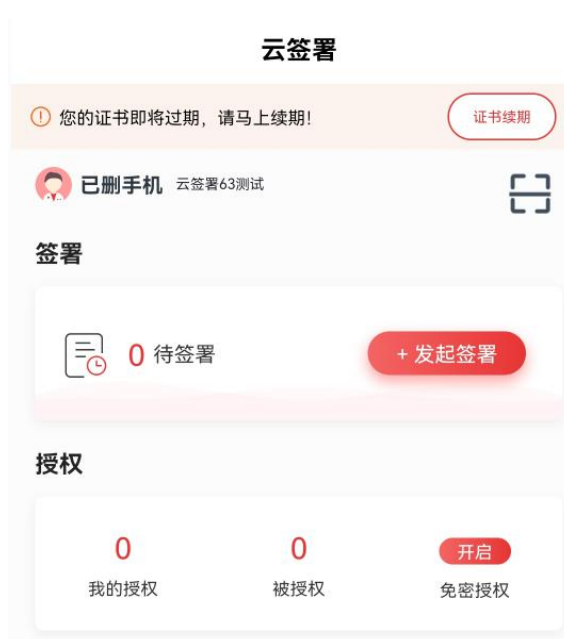 云签署
您的证书即将过期，请马上续期！ 证书续期
已删手机 云签署63测试
签署
0 待签署 + 发起签署
授权
0 0 开启
我的授权 被授权 免密授权